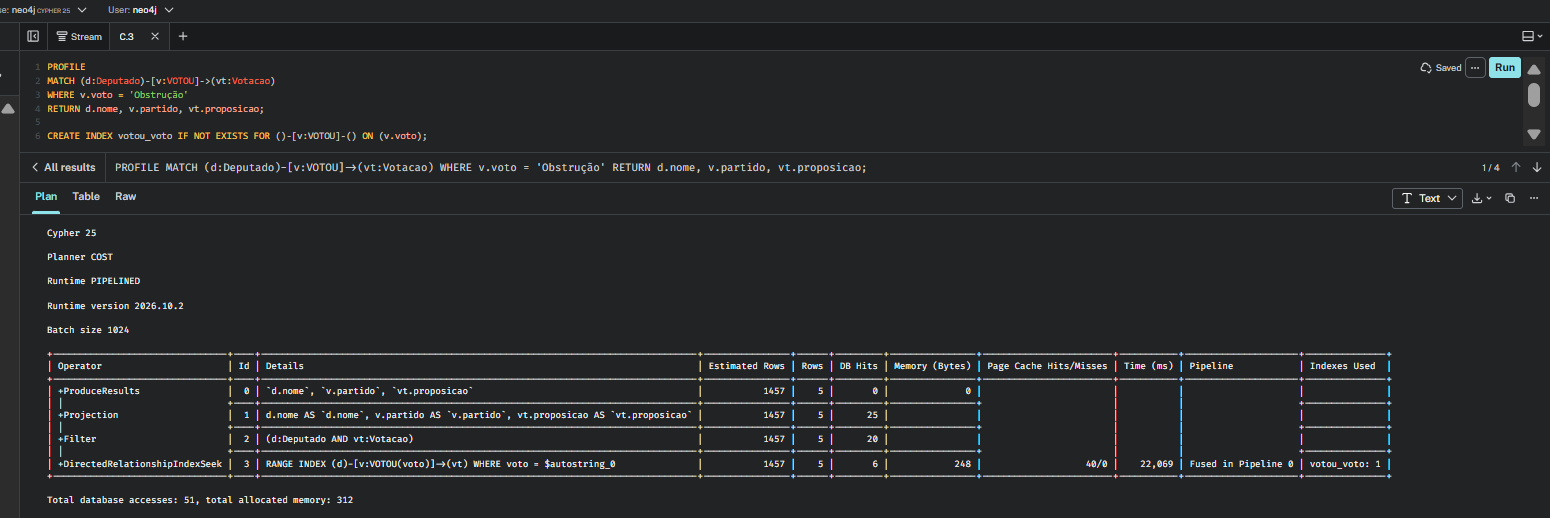 se: neo4j CYPHER 25 User: neo4j
Stream C.3
1 PROFILE
2 MATCH (d:Deputado)-[v:VOTOU]->(vt:Votacao)
3 WHERE v.voto = 'Obstrução'
4 RETURN d.nome, v.partido, vt.proposicao;
5
6 CREATE INDEX votou_voto IF NOT EXISTS FOR ()-[v:VOTOU]-() ON (v.voto);
Saved ... Run
All results PROFILE MATCH (d:Deputado)-[v:VOTOU]->(vt:Votacao) WHERE v.voto = 'Obstrução' RETURN d.nome, v.partido, vt.proposicao; 1/4
Plan Table Raw Text
Cypher 25
Planner COST
Runtime PIPELINED
Runtime version 2026.10.2
Batch size 1024
| Operator | Id | Details | Estimated Rows | Rows | DB Hits | Memory (Bytes) | Page Cache Hits/Misses | Time (ms) | Pipeline | Indexes Used |
| +ProduceResults | 0 | `d.nome`, `v.partido`, `vt.proposicao` | 1457 | 5 | 0 | 0 | | | | |
| +Projection | 1 | d.nome AS `d.nome`, v.partido AS `v.partido`, vt.proposicao AS `vt.proposicao` | 1457 | 5 | 25 | | | | | |
| +Filter | 2 | (d:Deputado AND vt:Votacao) | 1457 | 5 | 20 | | | | | |
| +DirectedRelationshipIndexSeek | 3 | RANGE INDEX (d)-[v:VOTOU(voto)]->(vt) WHERE voto = $autostring_0 | 1457 | 5 | 6 | 248 | 40/0 | 22,069 | Fused in Pipeline 0 | votou_voto: 1 |
Total database accesses: 51, total allocated memory: 312